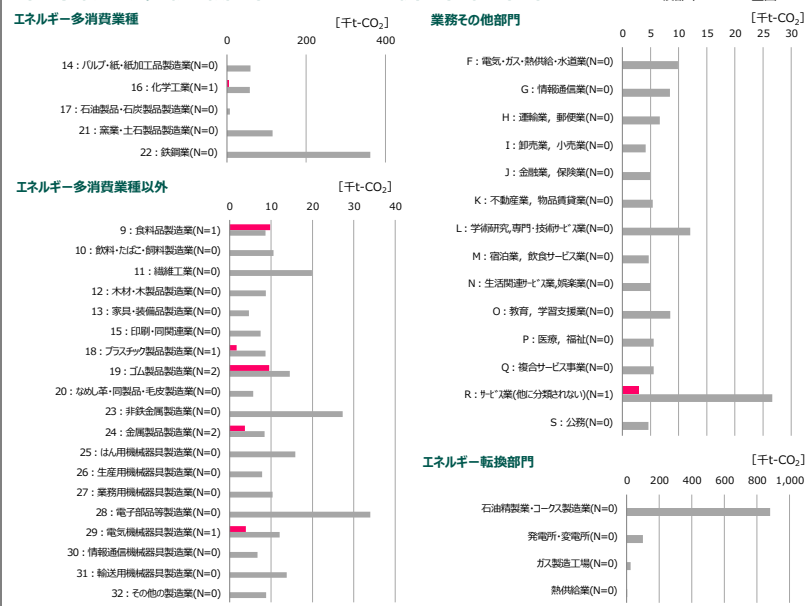 エネルギー多消費業種
[千t-CO₂]
0 200 400
14：パルプ・紙・紙加工品製造業(N=0)
16：化学工業(N=1)
17：石油製品・石炭製品製造業(N=0)
21：窯業・土石製品製造業(N=0)
22：鉄鋼業(N=0)
エネルギー多消費業種以外
[千t-CO₂]
0 10 20 30 40
9：食料品製造業(N=1)
10：飲料・たばこ・飼料製造業(N=0)
11：繊維工業(N=0)
12：木材・木製品製造業(N=0)
13：家具・装備品製造業(N=0)
15：印刷・同関連業(N=0)
18：プラスチック製品製造業(N=1)
19：ゴム製品製造業(N=2)
20：なめし革・同製品・毛皮製造業(N=0)
23：非鉄金属製造業(N=0)
24：金属製品製造業(N=2)
25：はん用機械器具製造業(N=0)
26：生産用機械器具製造業(N=0)
27：業務用機械器具製造業(N=0)
28：電子部品等製造業(N=0)
29：電気機械器具製造業(N=1)
30：情報通信機械器具製造業(N=0)
31：輸送用機械器具製造業(N=0)
32：その他の製造業(N=0)
業務その他部門
[千t-CO₂]
0 5 10 15 20 25 30
F：電気・ガス・熱供給・水道業(N=0)
G：情報通信業(N=0)
H：運輸業，郵便業(N=0)
I：卸売業，小売業(N=0)
J：金融業，保険業(N=0)
K：不動産業，物品賃貸業(N=0)
L：学術研究,専門・技術ｻｰﾋﾞｽ業(N=0)
M：宿泊業，飲食サービス業(N=0)
N：生活関連ｻｰﾋﾞｽ業,娯楽業(N=0)
O：教育，学習支援業(N=0)
P：医療，福祉(N=0)
Q：複合サービス事業(N=0)
R：ｻｰﾋﾞｽ業(他に分類されない)(N=1)
S：公務(N=0)
エネルギー転換部門
[千t-CO₂]
0 200 400 600 800 1,000
石油精製業・コークス製造業(N=0)
発電所・変電所(N=0)
ガス製造工場(N=0)
熱供給業(N=0)